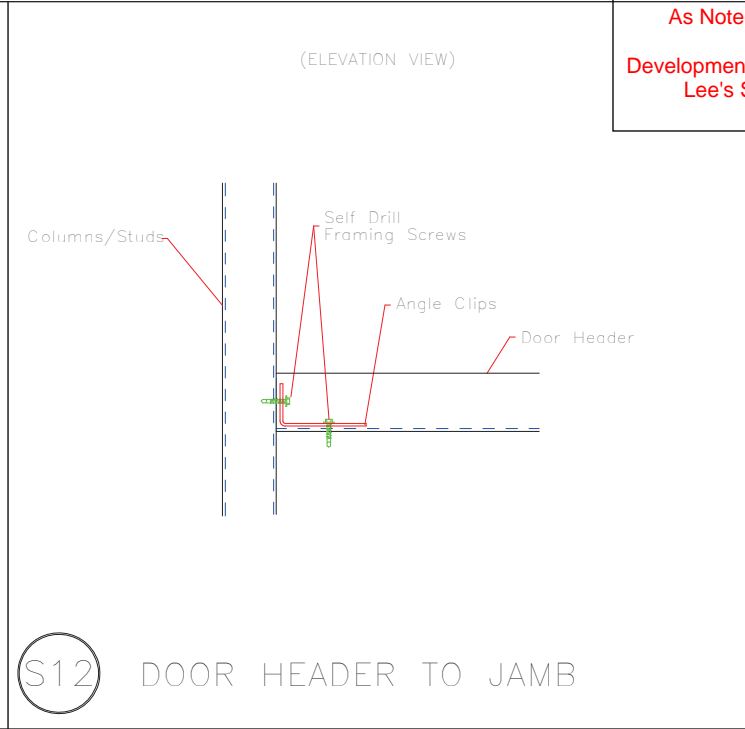 As Note
Developmen
Lee's S
(ELEVATION VIEW)
Columns/Studs
Self Drill
Framing Screws
Angle Clips
Door Header
S12
DOOR HEADER TO JAMB